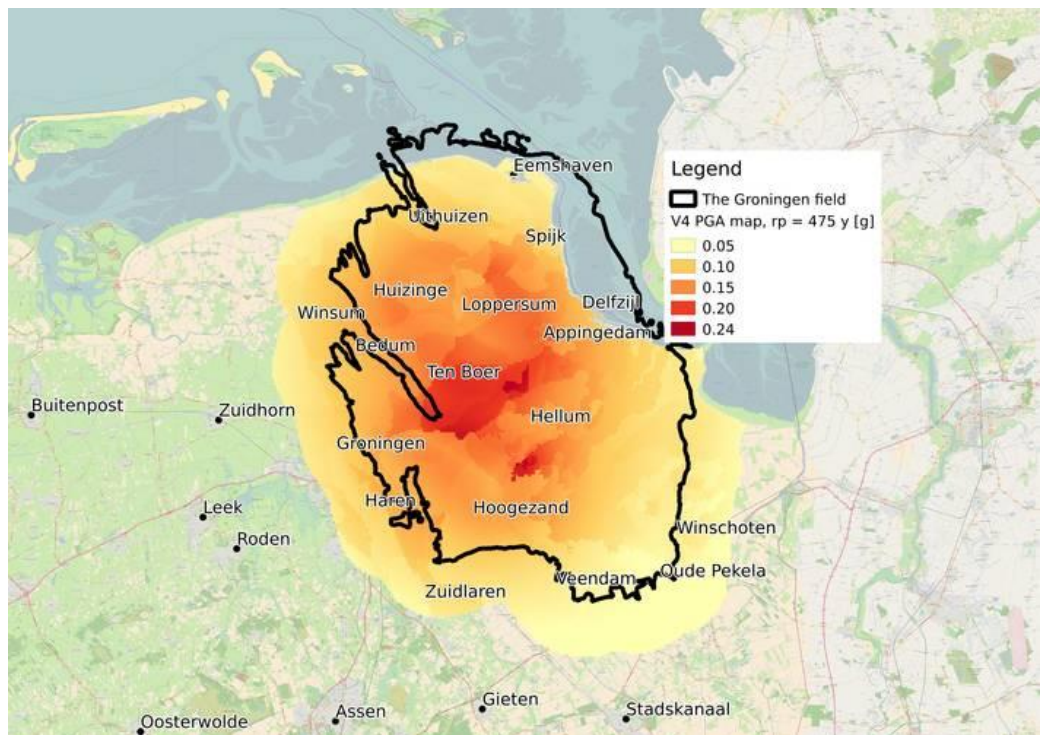 Eemshaven
Legend
The Groningen field
V4 PGA map, rp = 475 y [g]
0.05
0.10
0.15
0.20
0.24
Uithuizen
Spijk
Huizinge
Loppersum
Delfzijl
Winsum
Appingedam
Bedum
Ten Boer
Buitenpost
Zuidhorn
Hellum
Groningen
Haren
Leek
Hoogezand
Winschoten
Roden
Veendam
Oude Pekela
Zuidlaren
Gieten
Assen
Stadskanaal
Oosterwolde